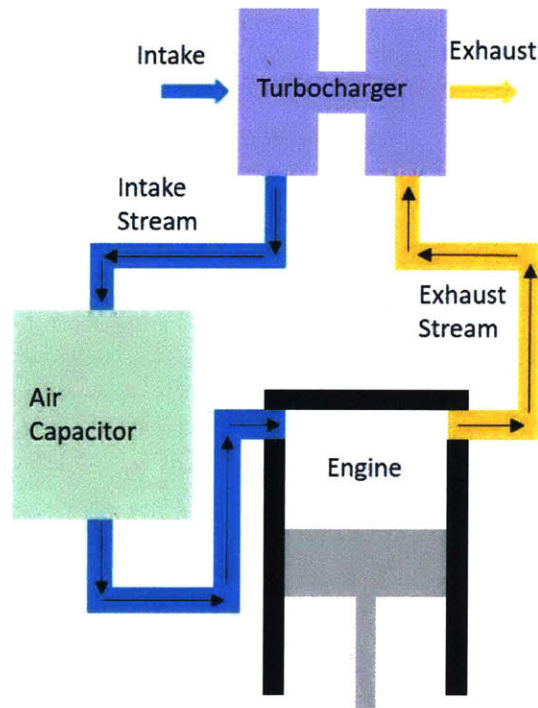 Intake
Exhaust
Turbocharger
Intake
Stream
Exhaust
Stream
Air
Capacitor
Engine